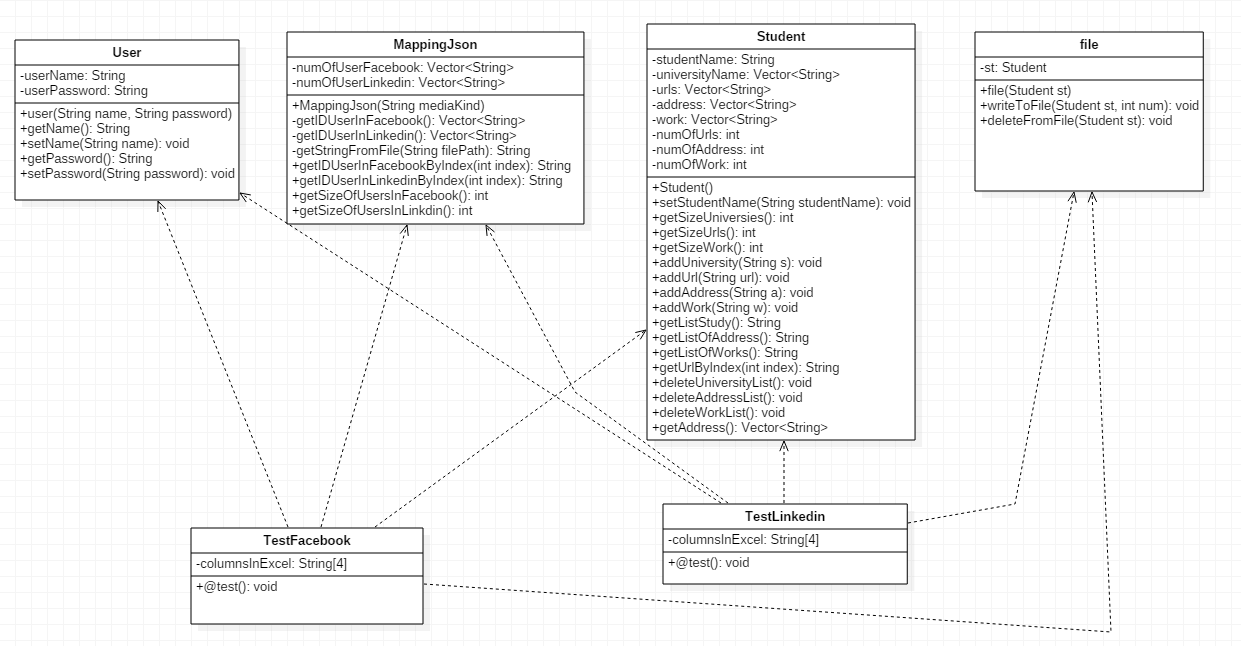 User
-userName: String
-userPassword: String
+user(String name, String password)
+getName(): String
+setName(String name): void
+getPassword(): String
+setPassword(String password): void
MappingJson
-numOfUserFacebook: Vector<String>
-numOfUserLinkedin: Vector<String>
+MappingJson(String mediaKind)
-getIDUserInFacebook(): Vector<String>
-getIDUserInLinkedin(): Vector<String>
-getStringFromFile(String filePath): String
+getIDUserInFacebookByIndex(int index): String
+getIDUserInLinkedinByIndex(int index): String
+getSizeOfUsersInFacebook(): int
+getSizeOfUsersInLinkdin(): int
Student
-studentName: String
-universityName: Vector<String>
-urls: Vector<String>
-address: Vector<String>
-work: Vector<String>
-numOfUrls: int
-numOfAddress: int
-numOfWork: int
+Student()
+setStudentName(String studentName): void
+getSizeUniversies(): int
+getSizeUrls(): int
+getSizeWork(): int
+addUniversity(String s): void
+addUrl(String url): void
+addAddress(String a): void
+addWork(String w): void
+getListStudy(): String
+getListOfAddress(): String
+getListOfWorks(): String
+getUrlByIndex(int index): String
+deleteUniversityList(): void
+deleteAddressList(): void
+deleteWorkList(): void
+getAddress(): Vector<String>
file
-st: Student
+file(Student st)
+writeToFile(Student st, int num): void
+deleteFromFile(Student st): void
TestFacebook
-columnsInExcel: String[4]
+@test(): void
TestLinkedin
-columnsInExcel: String[4]
+@test(): void